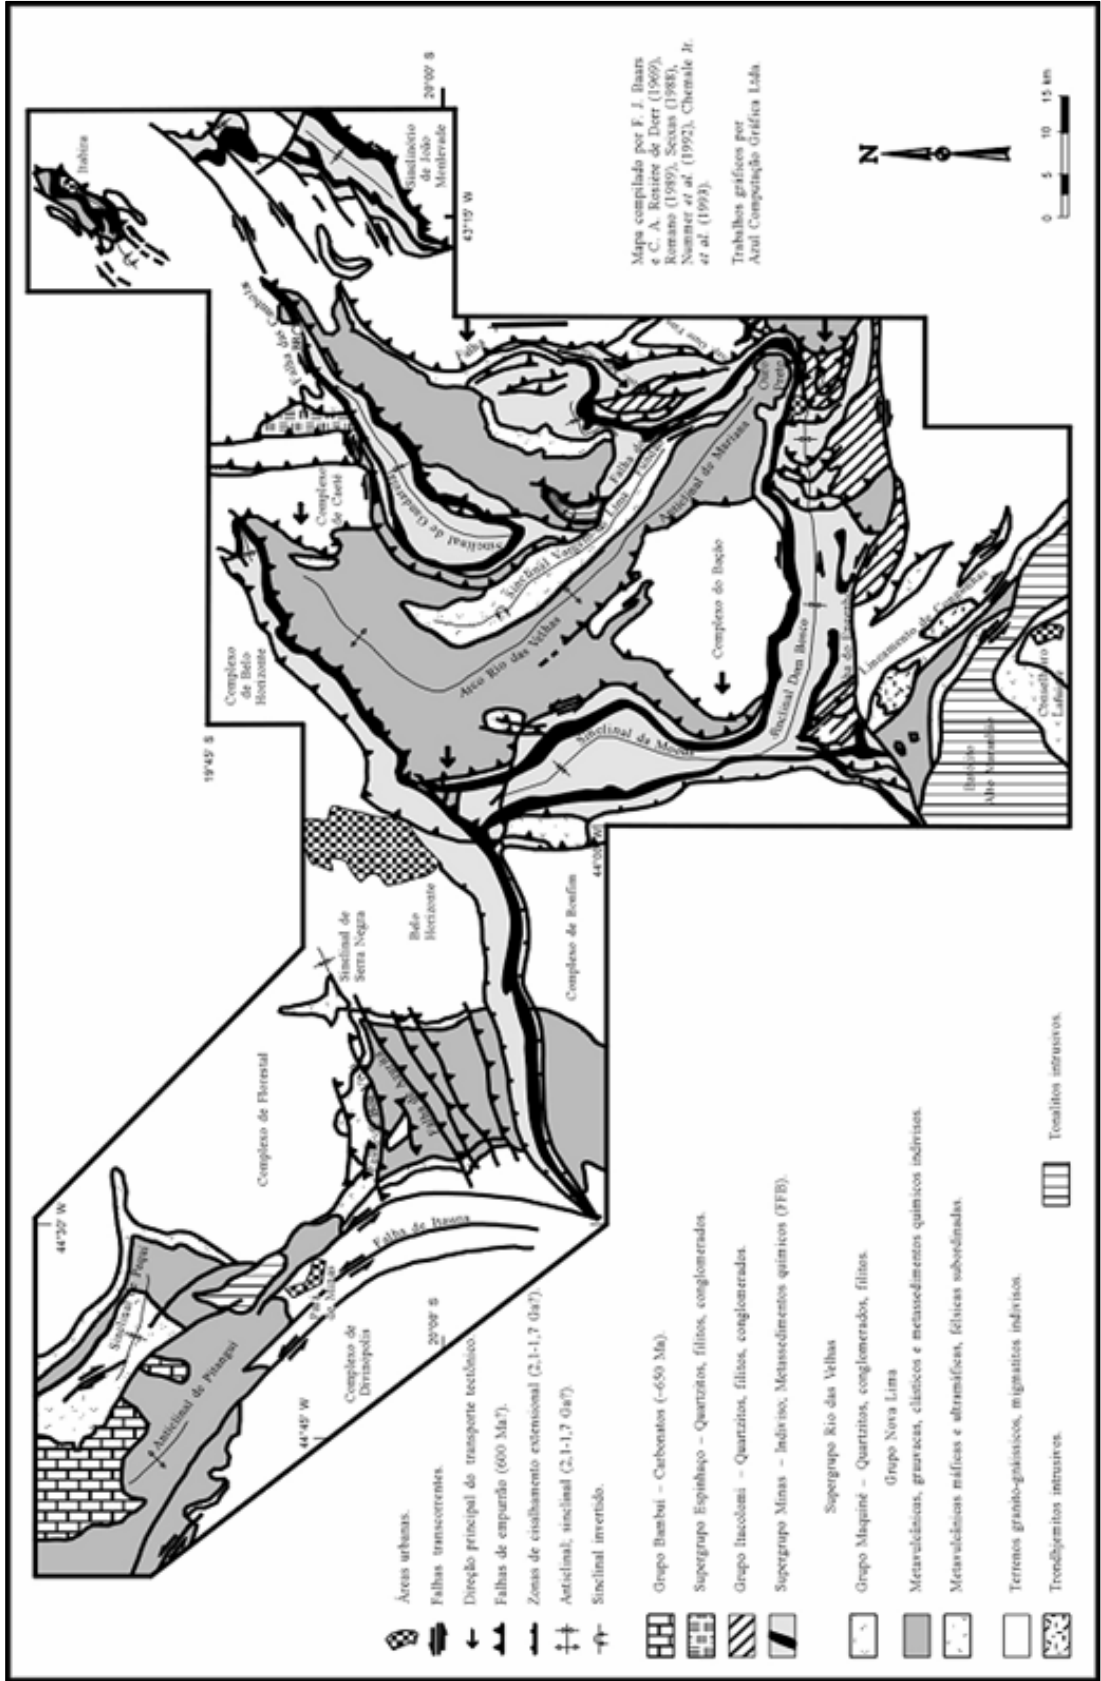 Itabira
20°00' S
Sinclinório
de João
Monlevade
43°15' W
Falha das Cambotas
Complexo
de Caeté
Sinclinal de Gandarela
Falha
Complexo
de Belo
Horizonte
19°45' S
Arco Rio das Velhas
Anticlinal de Mariana
Ouro
Preto
Complexo do Bação
Sinclinal da Moeda
Sinclinal Dom Bosco
Lineamento de Congonhas
Conselheiro
Lafaiete
Batólito
Alto Maranhão
44°00' W
Belo
Horizonte
Sinclinal de
Serra Negra
Complexo de Bonfim
Complexo de Florestal
44°30' W
Falha de Itaúna
20°00' S
Complexo de
Divinópolis
44°45' W
Anticlinal de Pitangui
N
0 5 10 15 km
Mapa compilado por F. J. Baars
e C. A. Rosière de Dorr (1969),
Romano (1989), Seixas (1988),
Nummer et al. (1992), Chemale Jr.
et al. (1993).
Trabalhos gráficos por
Azul Computação Gráfica Ltda
Áreas urbanas.
Falhas transcorrentes.
Direção principal do transporte tectônico.
Falhas de empurrão (600 Ma?).
Zonas de cisalhamento extensional (2,1-1,7 Ga?).
Anticlinal; sinclinal (2,1-1,7 Ga?).
Sinclinal invertido.
Grupo Bambuí – Carbonatos (~650 Ma).
Supergrupo Espinhaço – Quartzitos, filitos, conglomerados.
Grupo Itacolomi – Quartzitos, filitos, conglomerados.
Supergrupo Minas – Indiviso; Metassedimentos químicos (FFB).
Supergrupo Rio das Velhas
Grupo Maquiné – Quartzitos, conglomerados, filitos.
Grupo Nova Lima
Metavulcânicas, grauvacas, clásticos e metassedimentos químicos indivisos.
Metavulcânicas máficas e ultramáficas, félsicas subordinadas.
Terrenos granito-gnáissicos, migmatitos indivisos.
Trondhjemitos intrusivos.
Tonalitos intrusivos.